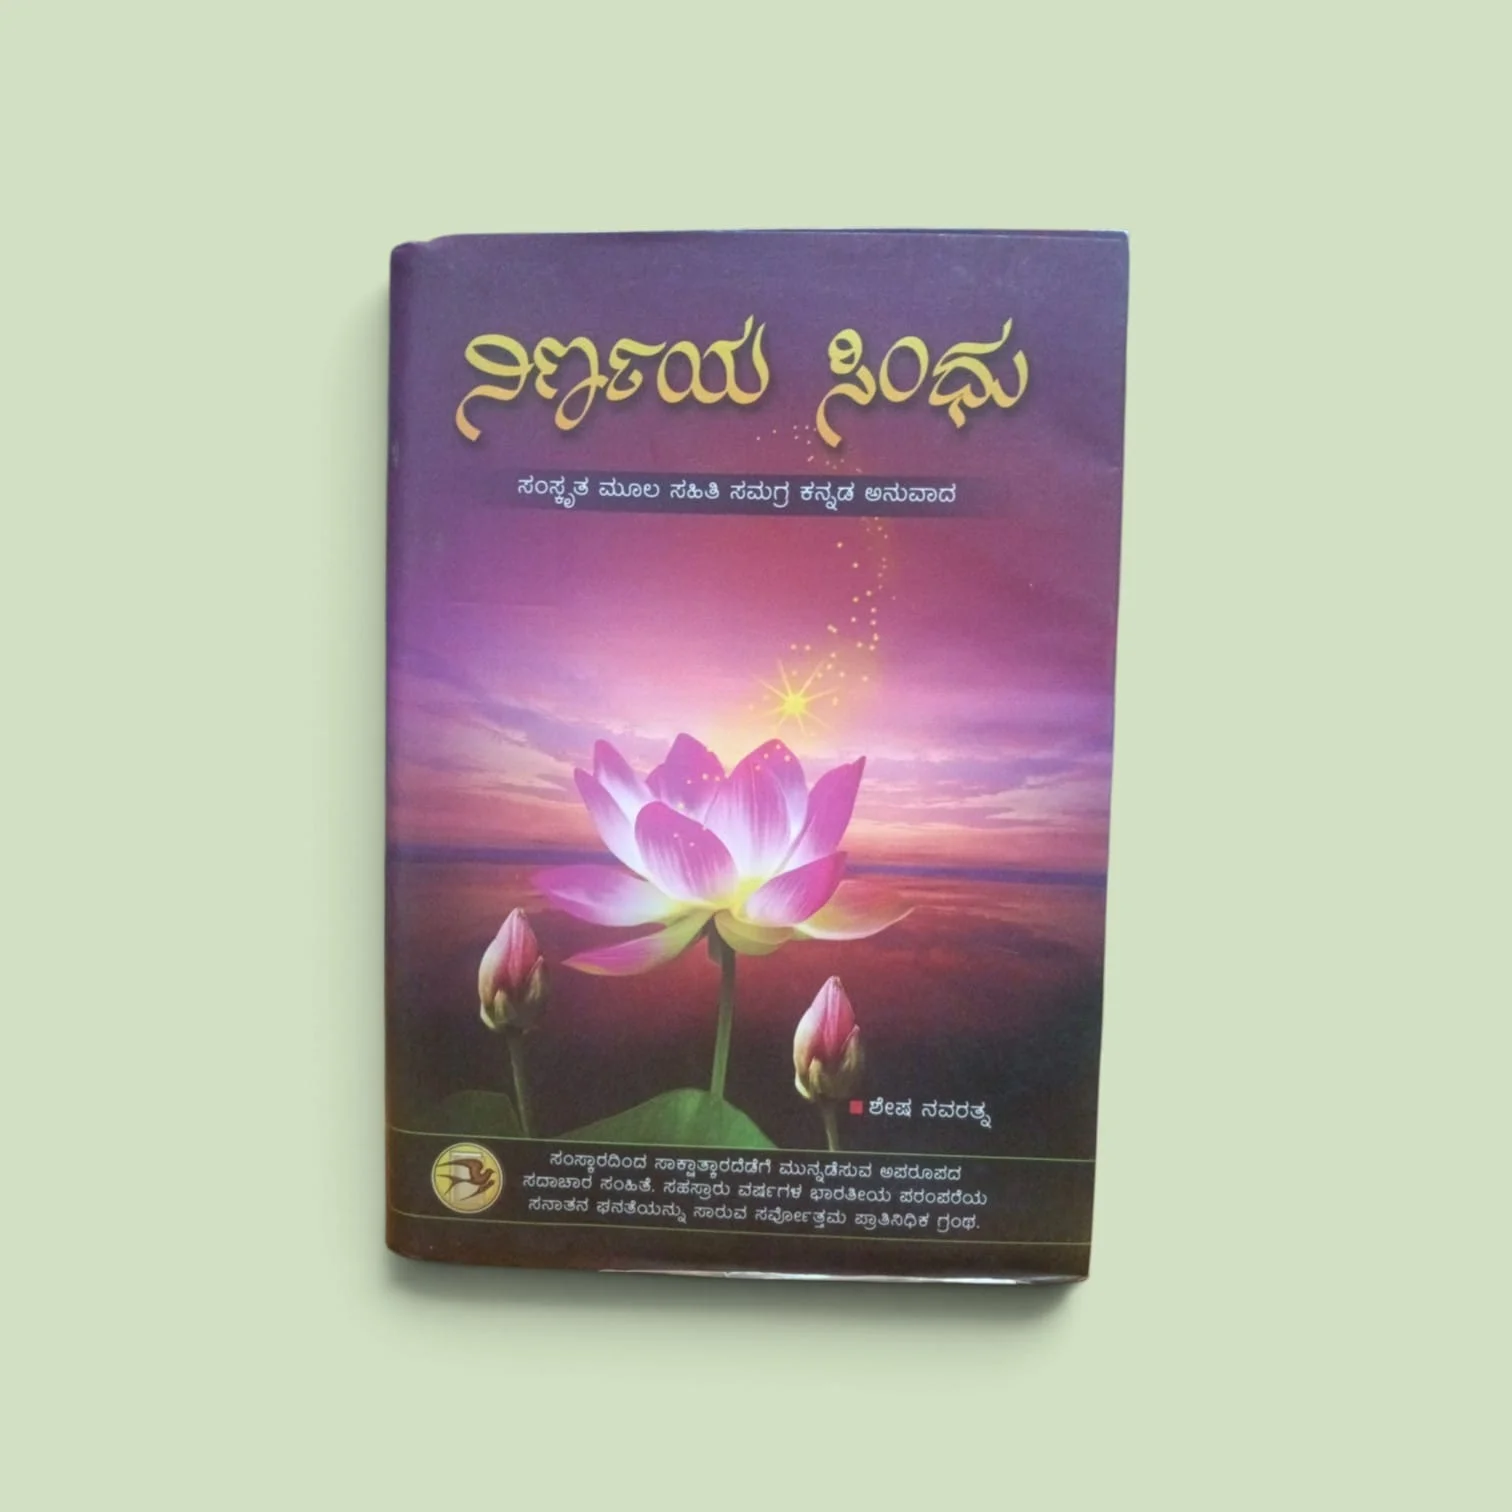 ನಿರ್ಣಯ ಸಿಂಧು
ಸಂಸ್ಕೃತ ಮೂಲ ಸಹಿತಿ ಸಮಗ್ರ ಕನ್ನಡ ಅನುವಾದ
ಶೇಷ ನವರತ್ನ
ಸಂಸ್ಕಾರದಿಂದ ಸಾಕ್ಷಾತ್ಕಾರದೆಡೆಗೆ ಮುನ್ನಡೆಸುವ ಅಪರೂಪದ
ಸದಾಚಾರ ಸಂಹಿತೆ. ಸಹಸ್ರಾರು ವರ್ಷಗಳ ಭಾರತೀಯ ಪರಂಪರೆಯ
ಸನಾತನ ಘನತೆಯನ್ನು ಸಾರುವ ಸರ್ವೋತ್ತಮ ಪ್ರಾತಿನಿಧಿಕ ಗ್ರಂಥ.